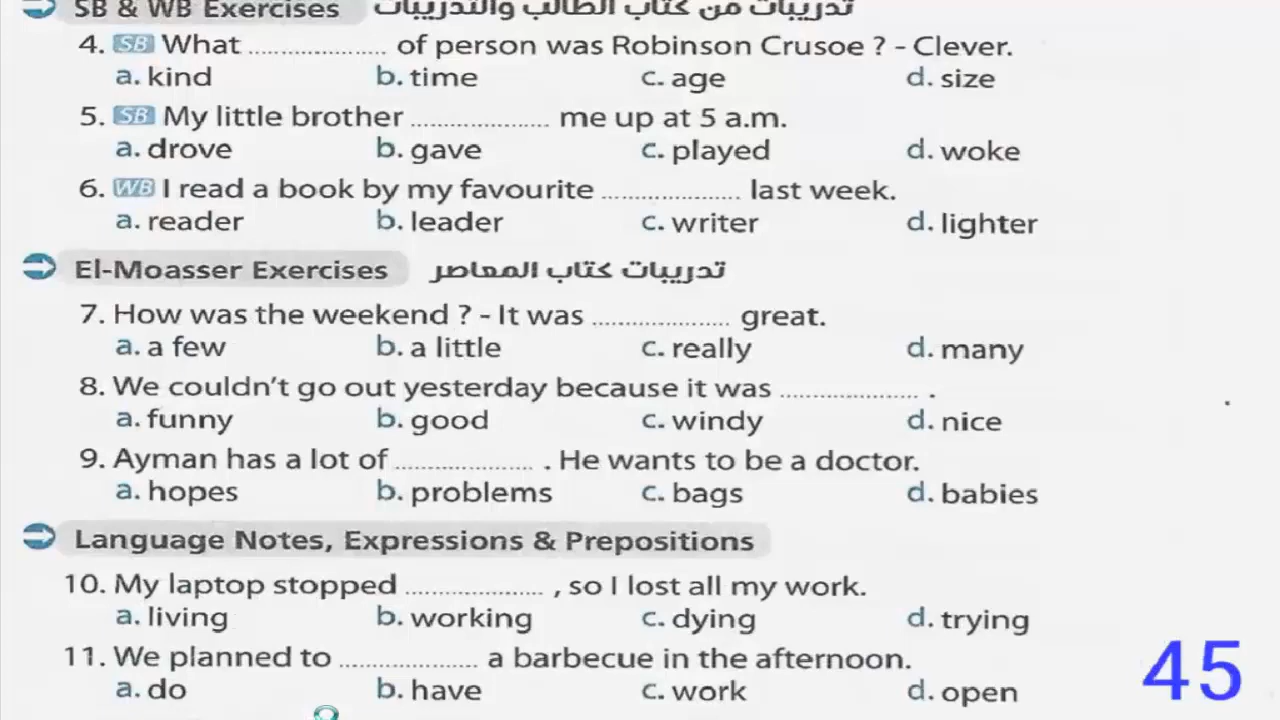 SB & WB Exercises تدريبات من كتاب الطالب والتدريبات
4. SB What .................... of person was Robinson Crusoe ? - Clever.
a. kind b. time c. age d. size
5. SB My little brother .................... me up at 5 a.m.
a. drove b. gave c. played d. woke
6. WB I read a book by my favourite .................... last week.
a. reader b. leader c. writer d. lighter
El-Moasser Exercises تدريبات كتاب المعاصر
7. How was the weekend ? - It was .................... great.
a. a few b. a little c. really d. many
8. We couldn't go out yesterday because it was .................... .
a. funny b. good c. windy d. nice
9. Ayman has a lot of .................... . He wants to be a doctor.
a. hopes b. problems c. bags d. babies
Language Notes, Expressions & Prepositions
10. My laptop stopped .................... , so I lost all my work.
a. living b. working c. dying d. trying
11. We planned to .................... a barbecue in the afternoon.
a. do b. have c. work d. open
45